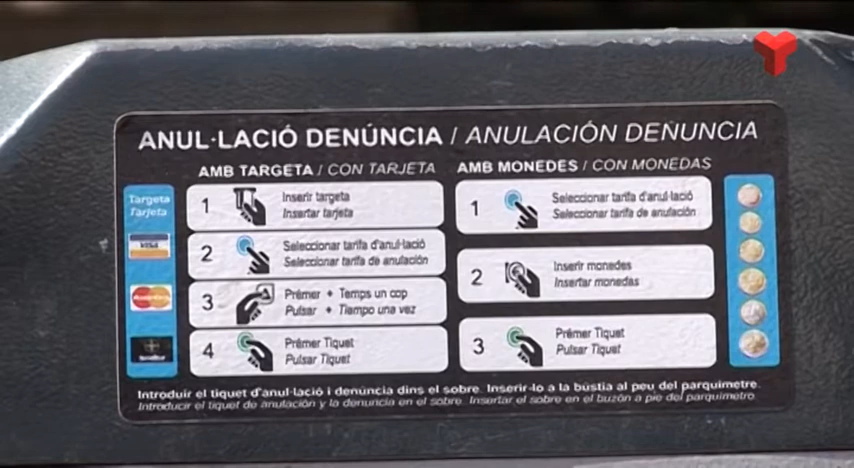 ANUL·LACIÓ DENÚNCIA / ANULACIÓN DENUNCIA
AMB TARGETA / CON TARJETA
Targeta
Tarjeta
VISA
1
Inserir targeta
Insertar tarjeta
2
Seleccionar tarifa d'anul·lació
Seleccionar tarifa de anulación
3
Prémer + Temps un cop
Pulsar + Tiempo una vez
4
Prémer Tiquet
Pulsar Tiquet
AMB MONEDES / CON MONEDAS
1
Seleccionar tarifa d'anul·lació
Seleccionar tarifa de anulación
2
Inserir monedes
Insertar monedas
3
Prémer Tiquet
Pulsar Tiquet
Introduir el tiquet d'anul·lació i denúncia dins el sobre. Inserir-lo a la bústia al peu del parquímetre.
Introducir el tiquet de anulación y la denuncia en el sobre. Insertar el sobre en el buzón a pie del parquímetro.